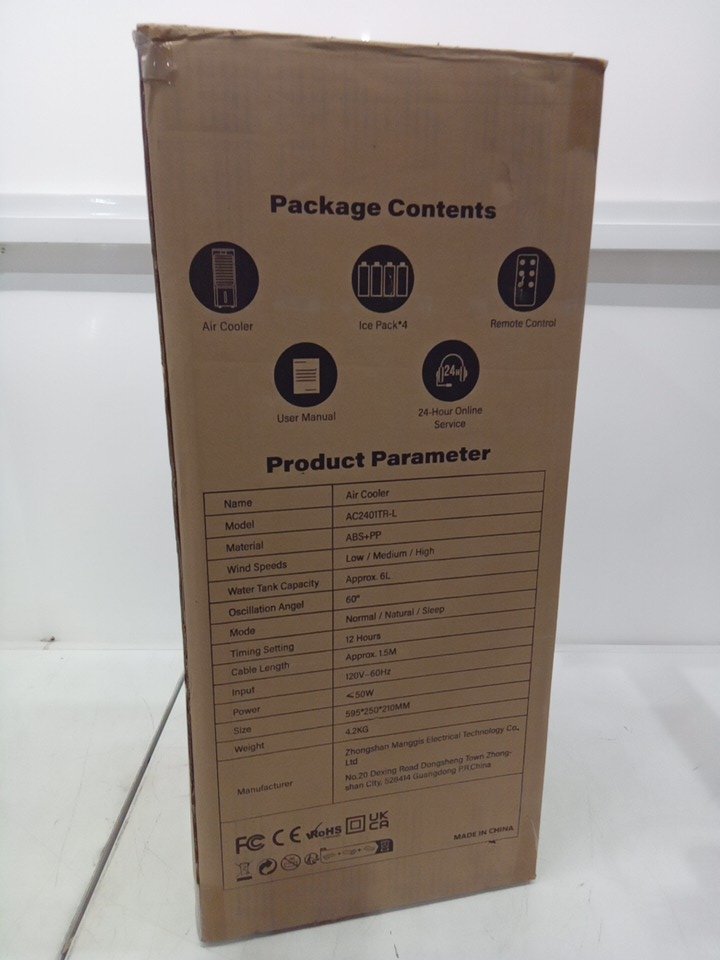 Package Contents
Air Cooler
Ice Pack*4
Remote Control
24H
User Manual
24-Hour Online
Service
Product Parameter
Name Air Cooler
Model AC2401TR-L
Material ABS+PP
Wind Speeds Low / Medium / High
Water Tank Capacity Approx. 6L
Oscillation Angel 60°
Mode Normal / Natural / Sleep
Timing Setting 12 Hours
Cable Length Approx. 1.5M
Input 120V~60Hz
Power ≤50W
Size 595*250*210MM
Weight 4.2KG
Manufacturer Zhongshan Manggis Electrical Technology Co.,
Ltd
No.20 Dexing Road Dongsheng Town Zhong-
shan City, 528414 Guangdong P.R.China
FC CE RoHS UK
CA
MADE IN CHINA